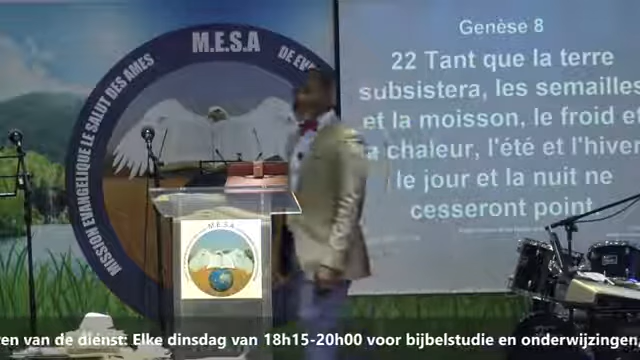 M.E.S.A
MISSION EVANGELIQUE LE SALUT DES AMES
DE
Genèse 8
22 Tant que la terre
subsistera, les semailles
et la moisson, le froid et
chaleur, l'été et l'hiver
le jour et la nuit ne
cesseront point
M.E.S.A
van de dienst: Elke dinsdag van 18h15-20h00 voor bijbelstudie en onderwijzingen